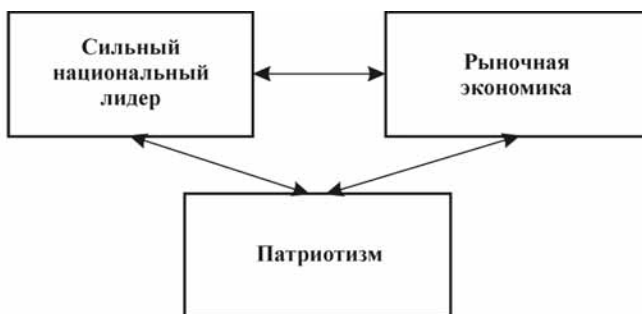 Сильный
национальный
лидер
Рыночная
экономика
Патриотизм